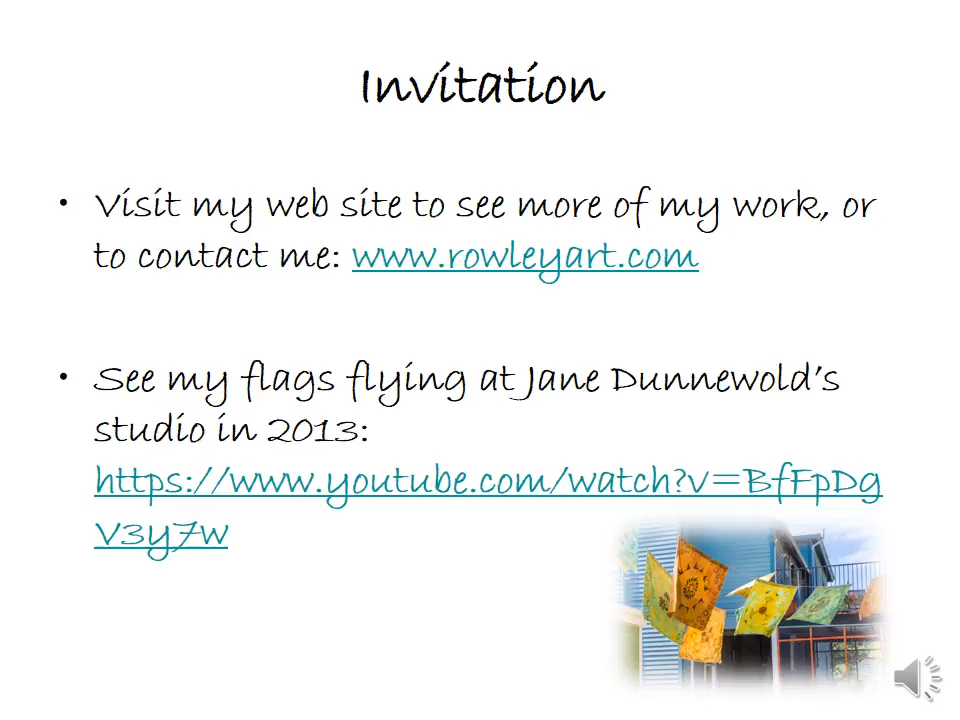 Invitation
• Visit my web site to see more of my work, or
to contact me: www.rowleyart.com
• See my flags flying at Jane Dunnewold's
studio in 2013:
https://www.youtube.com/watch?v=BfFpDg
V3y7w